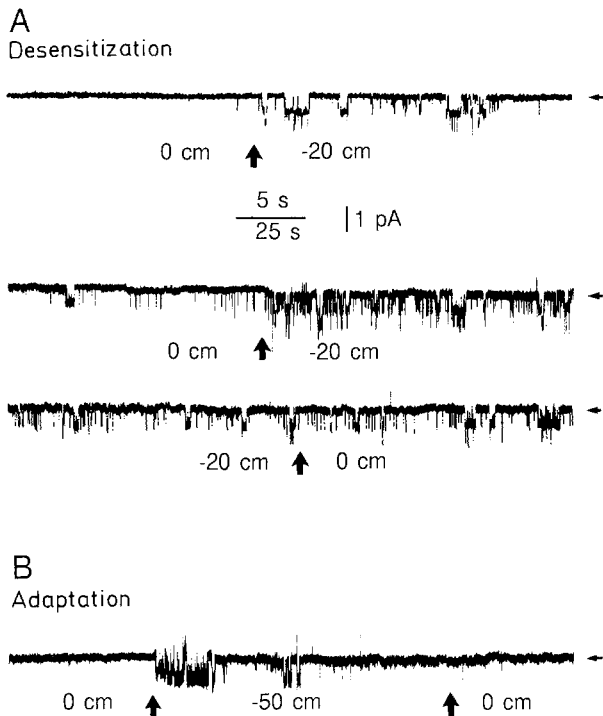 A
Desensitization
0 cm -20 cm
5 s
25 s
1 pA
0 cm -20 cm
-20 cm 0 cm
B
Adaptation
0 cm -50 cm 0 cm